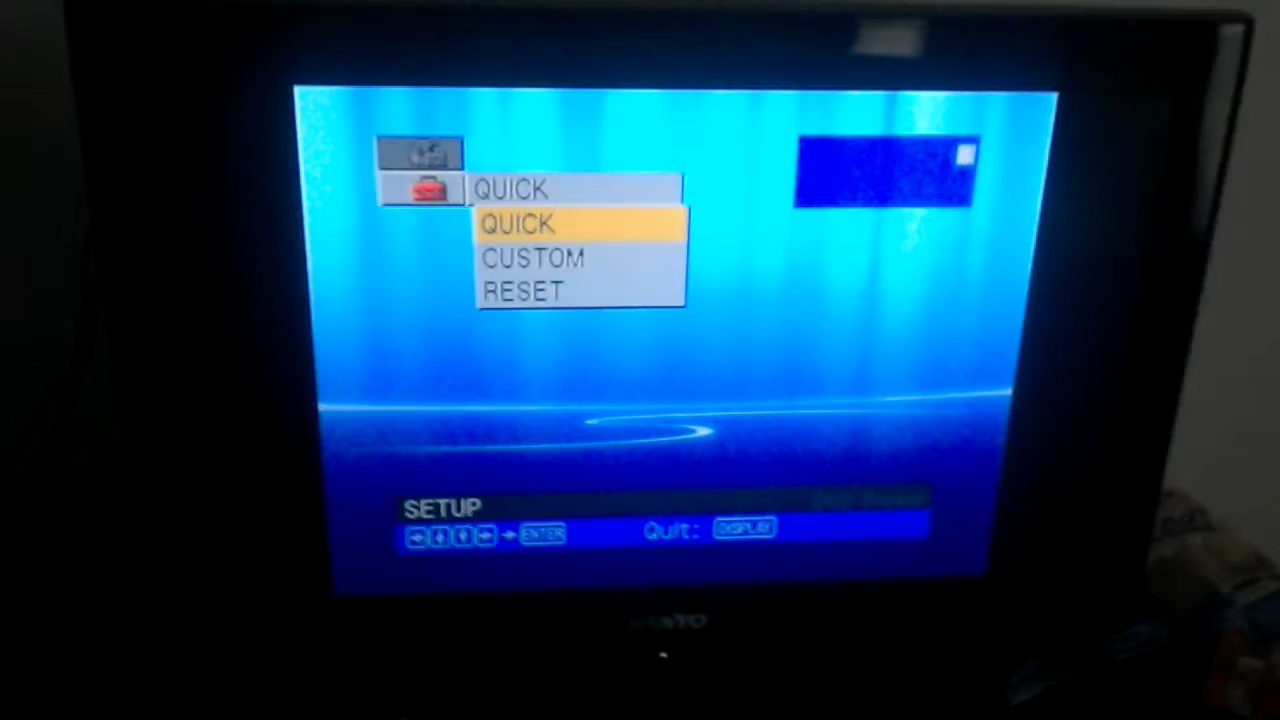 QUICK
QUICK
CUSTOM
RESET
SETUP
ENTER
Quit: DISPLAY